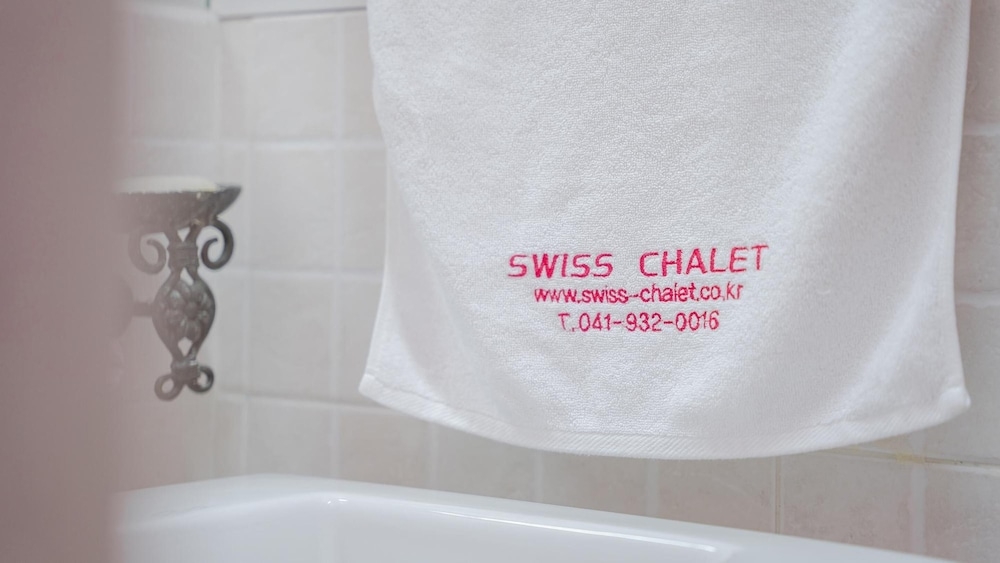 SWISS CHALET
www.swiss-chalet.co.kr
T.041-932-0016